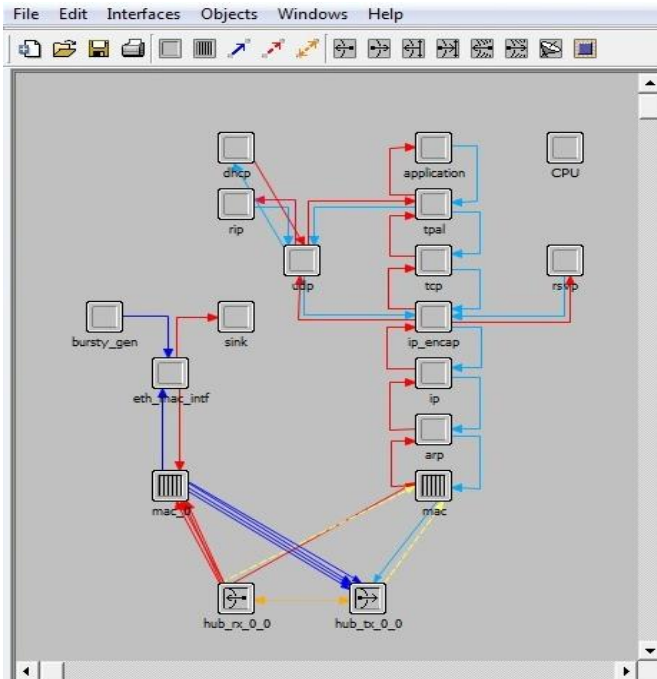 File Edit Interfaces Objects Windows Help
dhcp application CPU
rip tpal
udp tcp rsvp
bursty_gen sink ip_encap
eth_mac_intf ip
arp
mac_0 mac
hub_rx_0_0 hub_tx_0_0